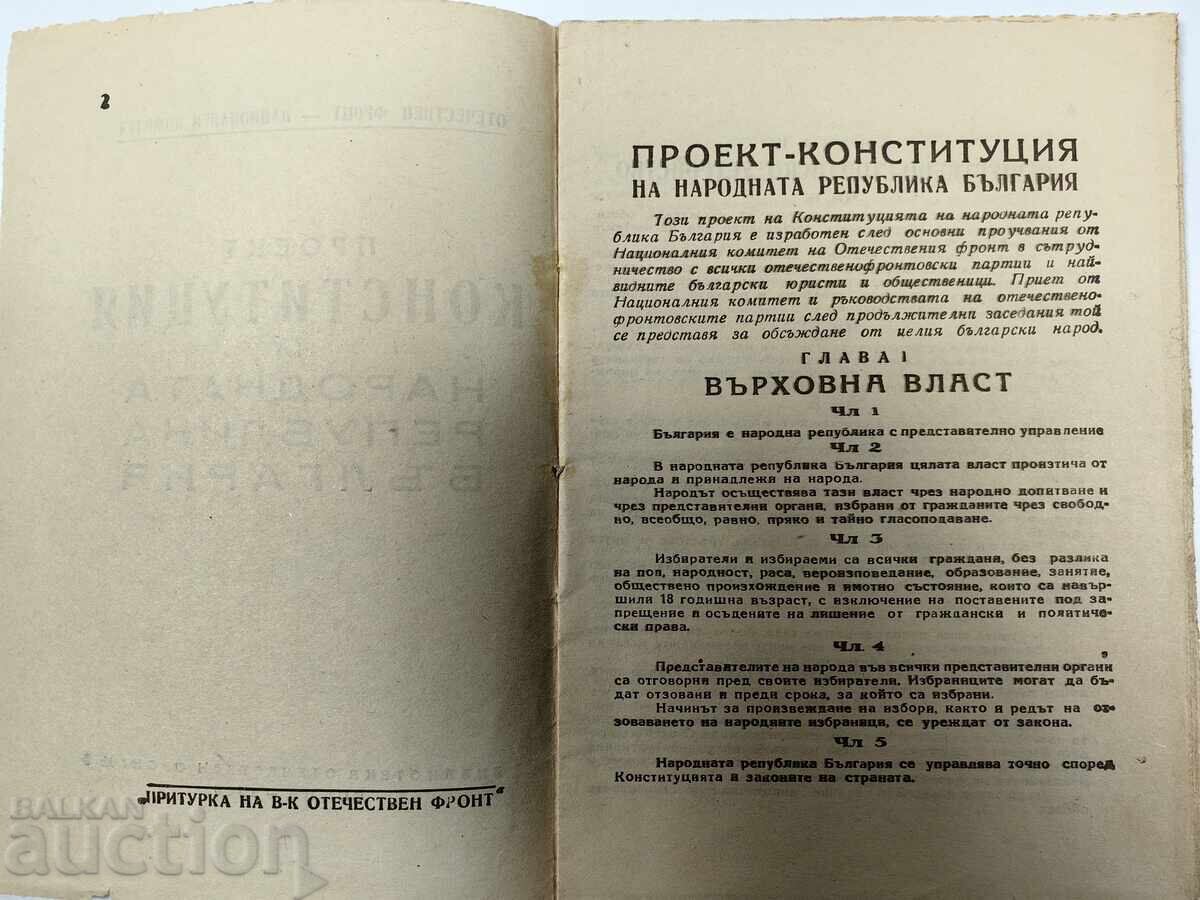 2
"ПРИТУРКА НА В-К ОТЕЧЕСТВЕН ФРОНТ"
ПРОЕКТ-КОНСТИТУЦИЯ
НА НАРОДНАТА РЕПУБЛИКА БЪЛГАРИЯ
Този проект на Конституцията на народната репу-
блика България е изработен след основни проучвания от
Националния комитет на Отечествения фронт в сътруд-
ничество с всички отечественофронтовски партии и най-
видните български юристи и общественици. Приет от
Националния комитет и ръководствата на отечествено-
фронтовските партии след продължителни заседания той
се представя за обсъждане от целия български народ.
ГЛАВА I
ВЪРХОВНА ВЛАСТ
Чл 1
България е народна република с представително управление
Чл 2
В народната република България цялата власт произтича от
народа и принадлежи на народа.
Народът осъществява тази власт чрез народно допитване и
чрез представителни органи, избрани от гражданите чрез свобод-
но, всеобщо, равно, пряко и тайно гласоподаване.
Чл 3
Избиратели и избираеми са всички граждани, без разлика
на пол, народност, раса, вероизповедание, образование, занятие,
обществено произхождение и имотно състояние, които са навър-
шили 18 годишна възраст, с изключение на поставените под за-
прещение и осъдените на лишение от граждански и политиче-
ски права.
Чл. 4
Представителите на народа във всички представителни органи
са отговорни пред своите избиратели. Избраниците могат да бъ-
дат отзовани и преди срока, за който са избрани.
Начинът за произвеждане на избори, както и редът на от-
зоваването на народните избраници, се уреждат от закона.
Чл 5
Народната република България се управлява точно според
Конституцията и законите на страната.
BALKAN
auction